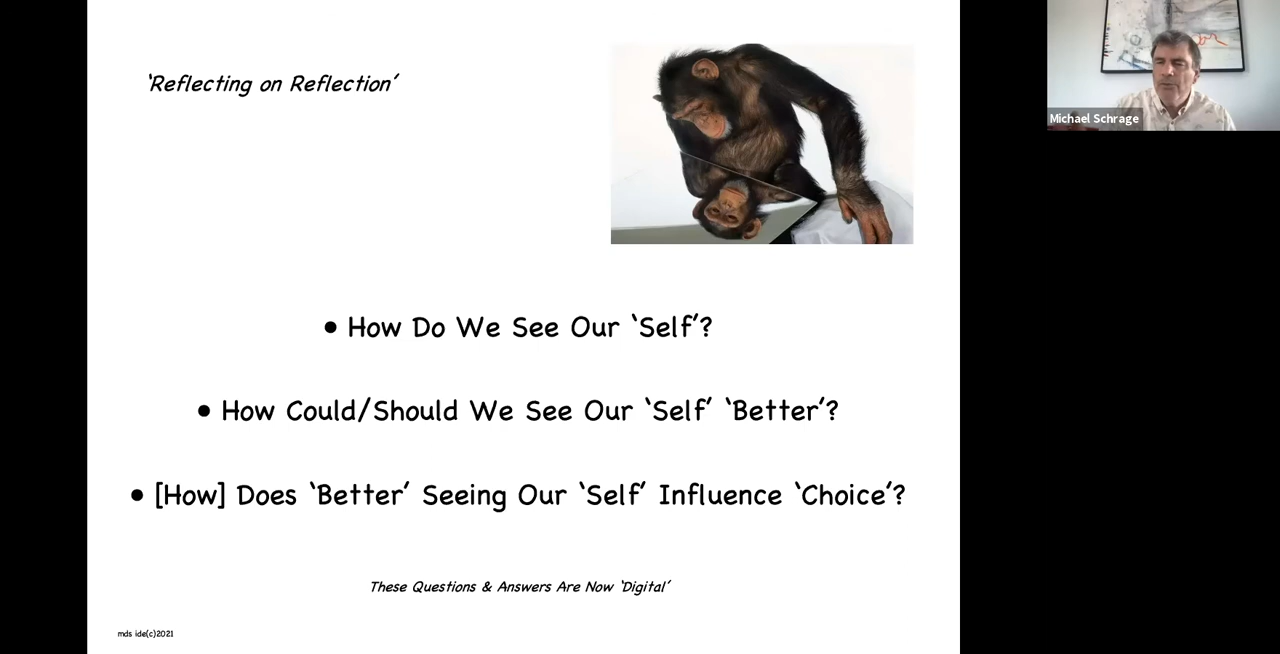 ‘Reflecting on Reflection’
Michael Schrage
• How Do We See Our ‘Self’?
• How Could/Should We See Our ‘Self’ ‘Better’?
• [How] Does ‘Better’ Seeing Our ‘Self’ Influence ‘Choice’?
These Questions & Answers Are Now ‘Digital’
mds ide(c)2021